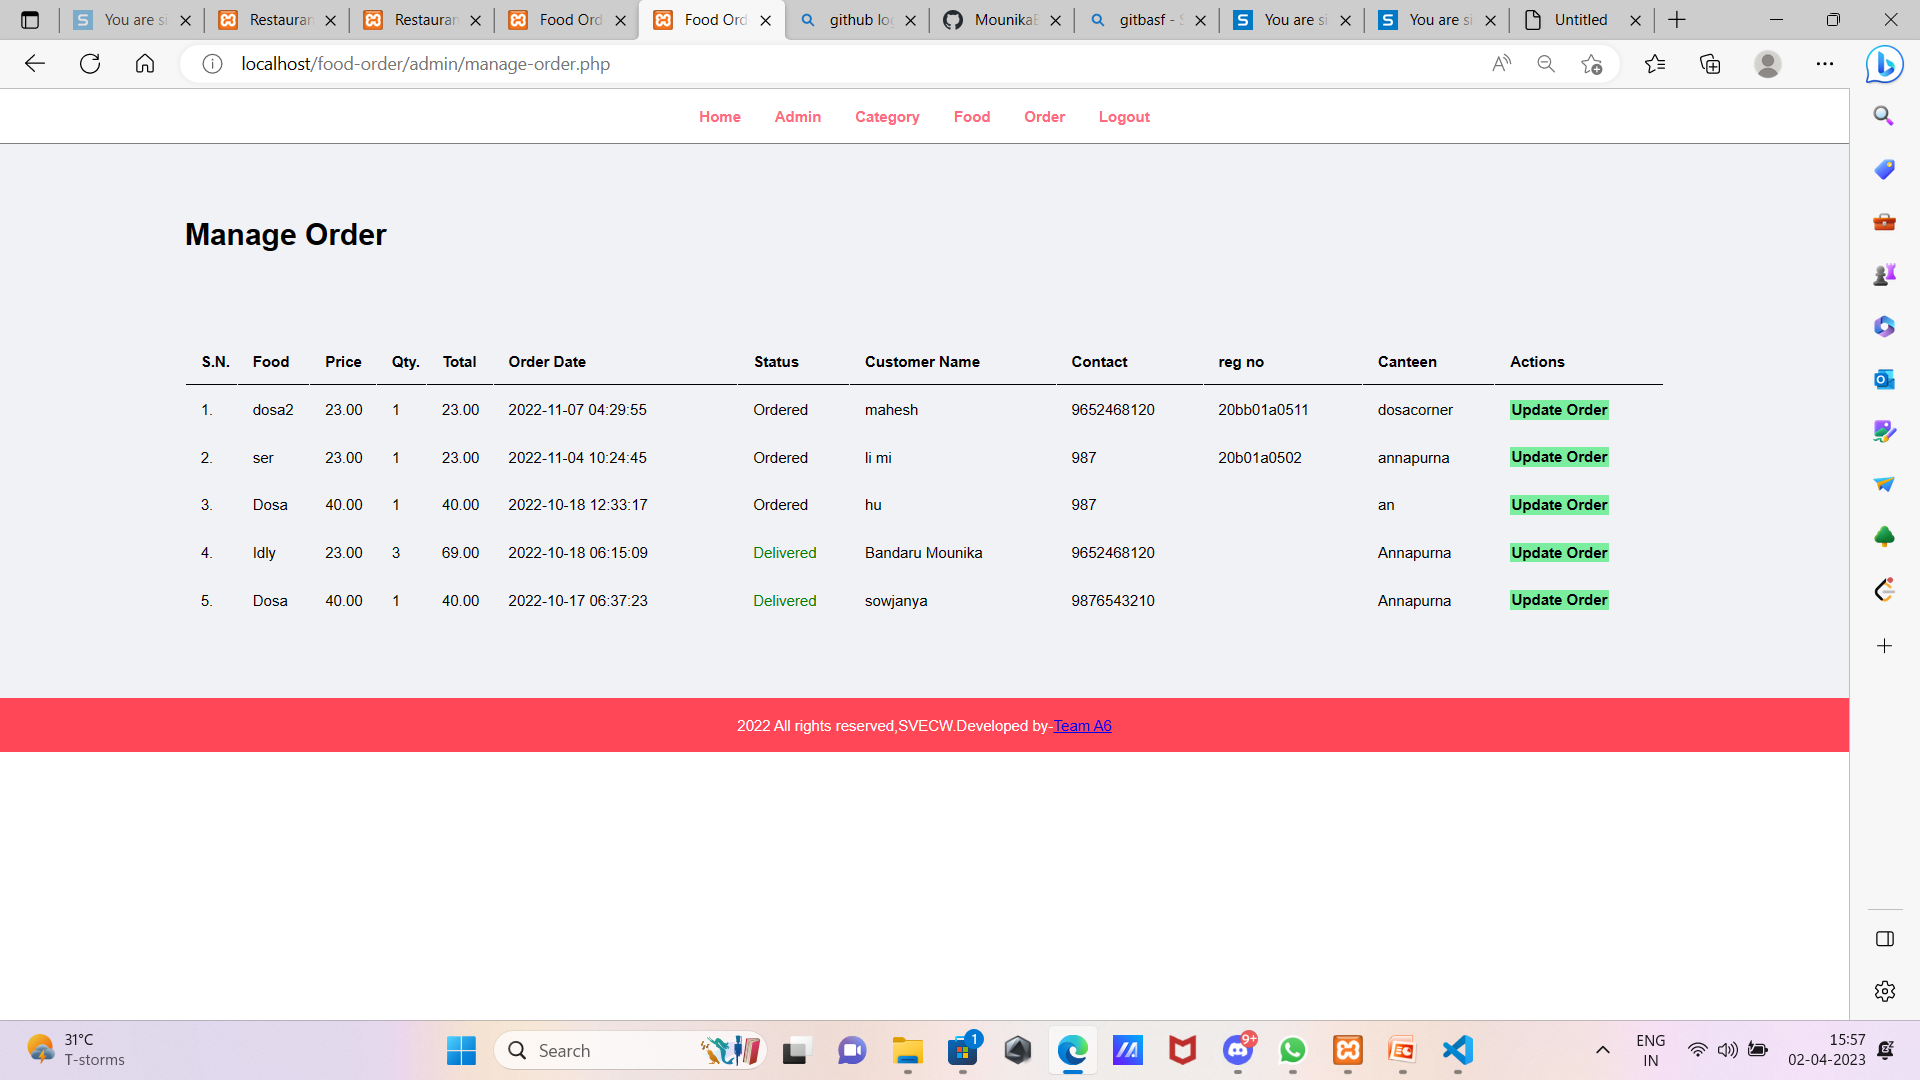 You are si
Restauran
Restauran
Food Ord
Food Ord
github log
MounikaB
gitbasf - S
You are si
You are si
Untitled
localhost/food-order/admin/manage-order.php
Home Admin Category Food Order Logout
Manage Order
S.N. Food Price Qty. Total Order Date Status Customer Name Contact reg no Canteen Actions
1. dosa2 23.00 1 23.00 2022-11-07 04:29:55 Ordered mahesh 9652468120 20bb01a0511 dosacorner Update Order
2. ser 23.00 1 23.00 2022-11-04 10:24:45 Ordered li mi 987 20b01a0502 annapurna Update Order
3. Dosa 40.00 1 40.00 2022-10-18 12:33:17 Ordered hu 987 an Update Order
4. Idly 23.00 3 69.00 2022-10-18 06:15:09 Delivered Bandaru Mounika 9652468120 Annapurna Update Order
5. Dosa 40.00 1 40.00 2022-10-17 06:37:23 Delivered sowjanya 9876543210 Annapurna Update Order
2022 All rights reserved,SVECW.Developed by-Team A6
31°C
T-storms
Search
1
9+
ENG
IN
15:57
02-04-2023